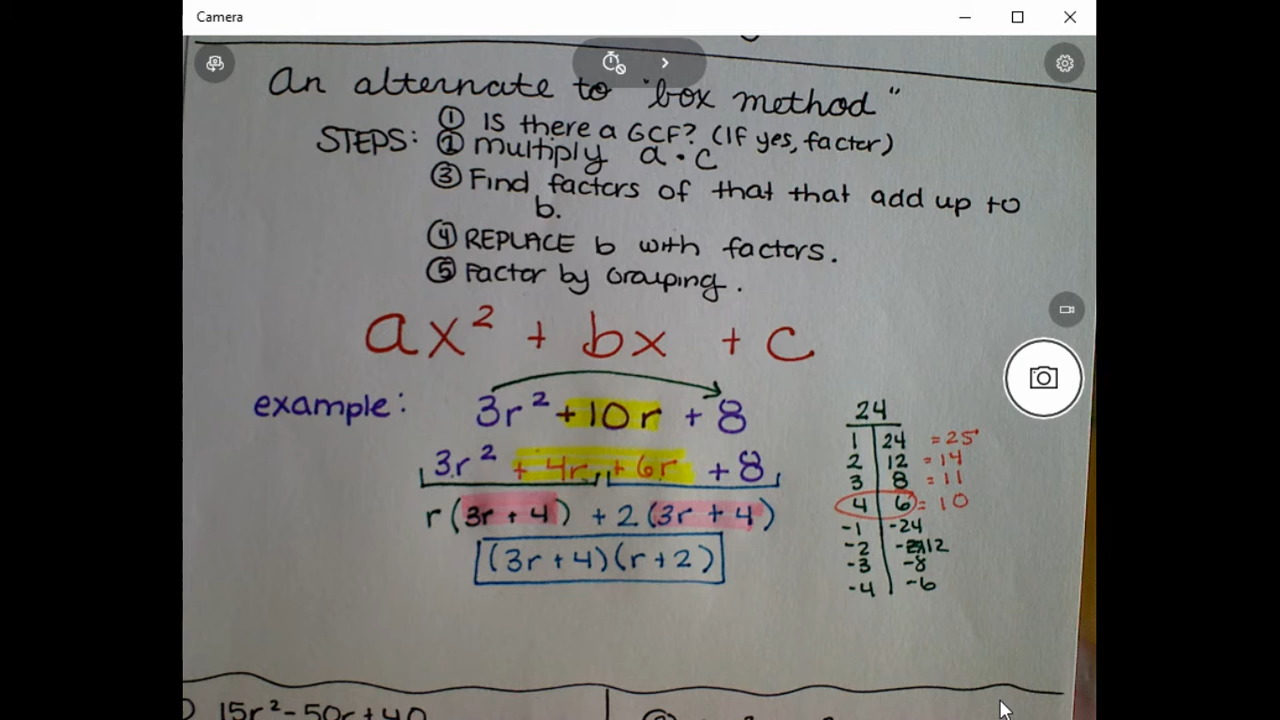 Camera
An alternate to "box method"
STEPS: ① Is there a GCF? (If yes, factor)
② multiply a · c
③ Find factors of that that add up to
b.
④ REPLACE b with factors.
⑤ Factor by Grouping.
ax² + bx + c
example: 3r² + 10r + 8
3r² + 4r + 6r + 8
r(3r + 4) + 2(3r + 4)
(3r + 4)(r + 2)
24
1 24 = 25
2 12 = 14
3 8 = 11
4 6 = 10
-1 -24
-2 -12
-3 -8
-4 -6
15r² - 50r + 40